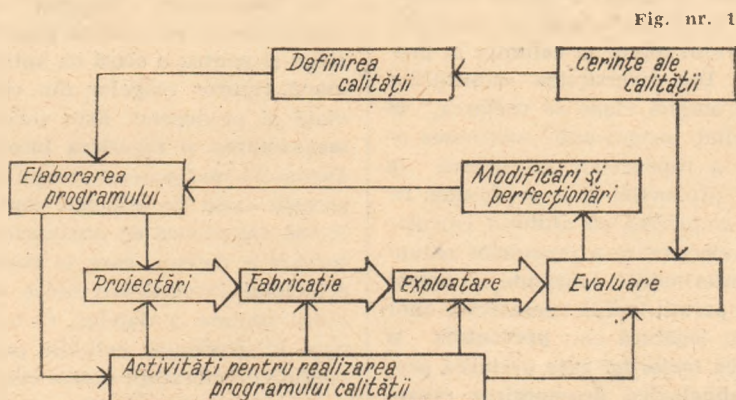 Fig. nr. 1
Definirea
calității
Cerințe ale
calității
Elaborarea
programului
Modificări și
perfecționări
Proiectări
Fabricație
Exploatare
Evaluare
Activități pentru realizarea
programului calității